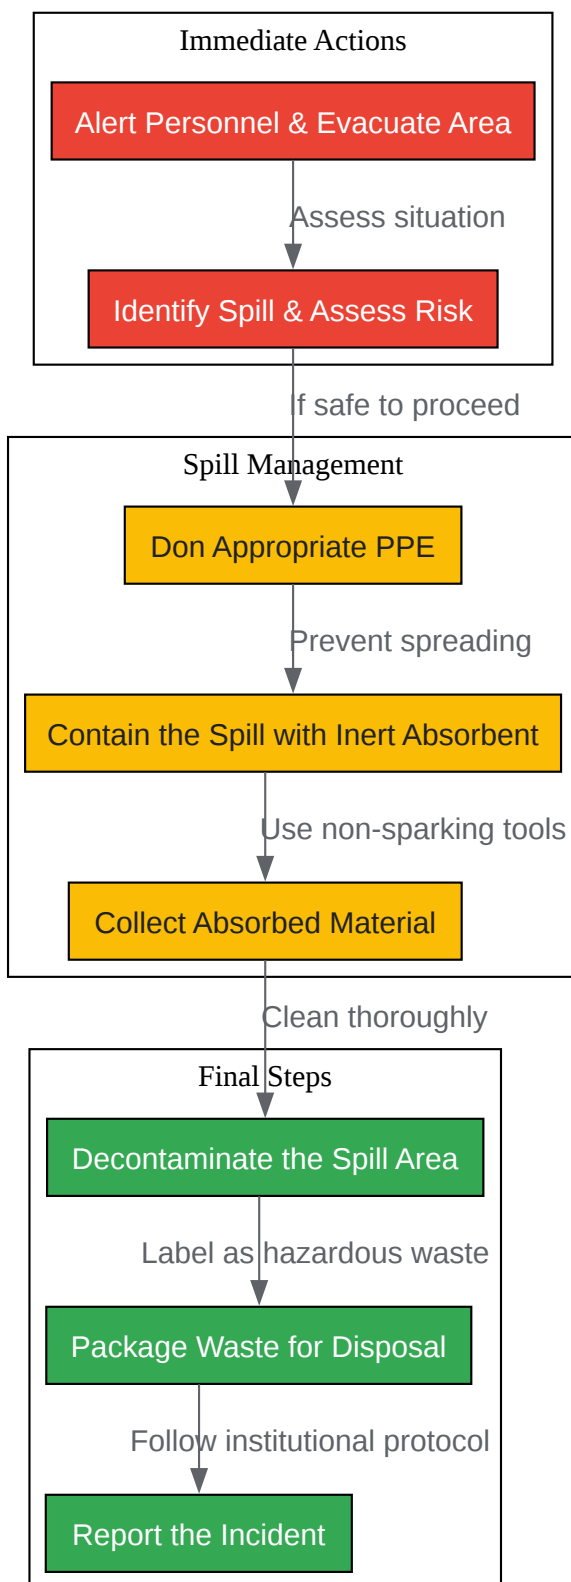 Immediate Actions
Alert Personnel & Evacuate Area
Assess situation
Identify Spill & Assess Risk
If safe to proceed
Spill Management
Don Appropriate PPE
Prevent spreading
Contain the Spill with Inert Absorbent
Use non-sparking tools
Collect Absorbed Material
Clean thoroughly
Final Steps
Decontaminate the Spill Area
Label as hazardous waste
Package Waste for Disposal
Follow institutional protocol
Report the Incident